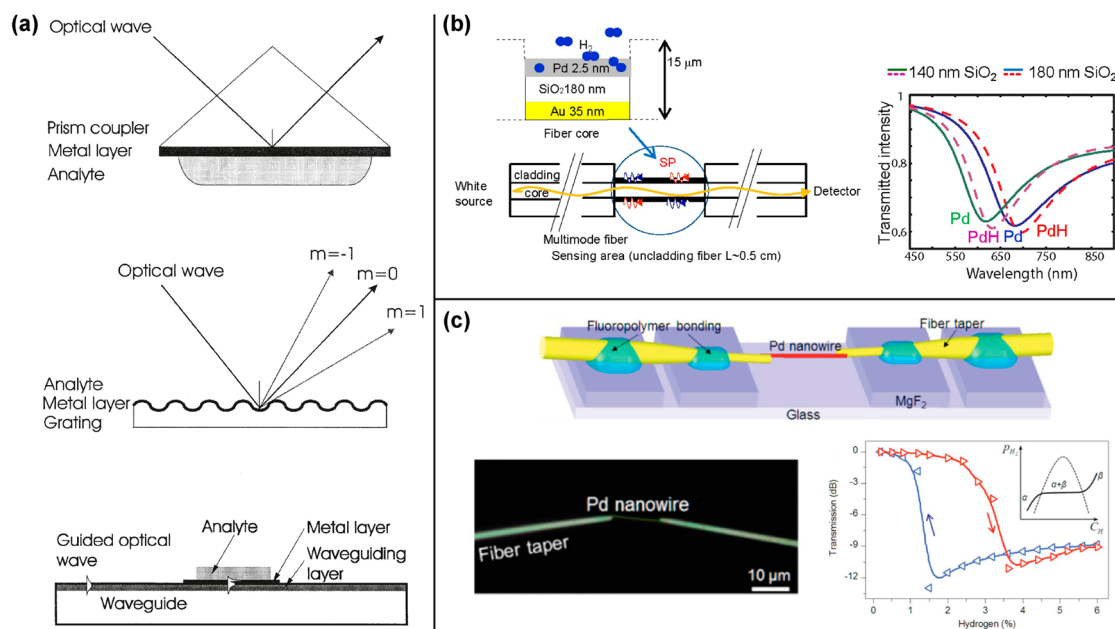 (a)
Optical wave
Prism coupler
Metal layer
Analyte
Optical wave
m=-1
m=0
m=1
Analyte
Metal layer
Grating
Analyte
Metal layer
Guided optical
wave
Waveguiding
layer
Waveguide
(b)
H2
Pd 2.5 nm
SiO2180 nm
Au 35 nm
15 μm
Fiber core
SP
cladding
core
White
source
Detector
Multimode fiber
Sensing area (uncladding fiber L~0.5 cm)
140 nm SiO2 180 nm SiO2
Transmitted intensity
1
0.8
0.6
Pd
PdH
Pd
PdH
450 550 650 750 850
Wavelength (nm)
(c)
Fluoropolymer bonding
Pd nanowire
Fiber taper
MgF2
Glass
Pd nanowire
Fiber taper
10 μm
Transmission (dB)
0
-3
-6
-9
-12
0 1 2 3 4 5 6
Hydrogen (%)
pH2
α
α+β
β
CH